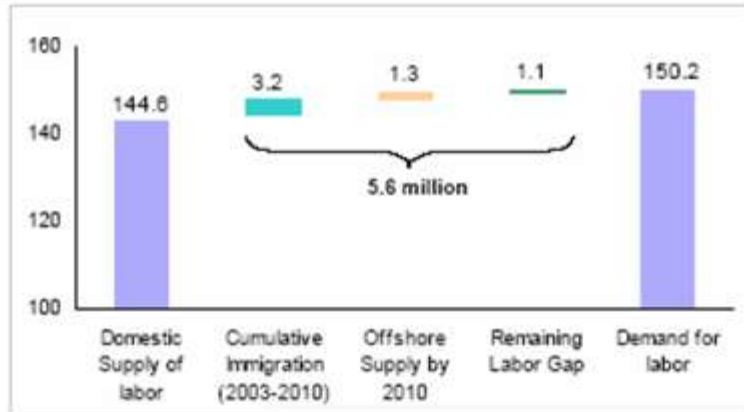 160
140
120
100
144.6
3.2
1.3
1.1
150.2
5.6 million
Domestic
Supply of
labor
Cumulative
Immigration
(2003-2010)
Offshore
Supply by
2010
Remaining
Labor Gap
Demand for
labor